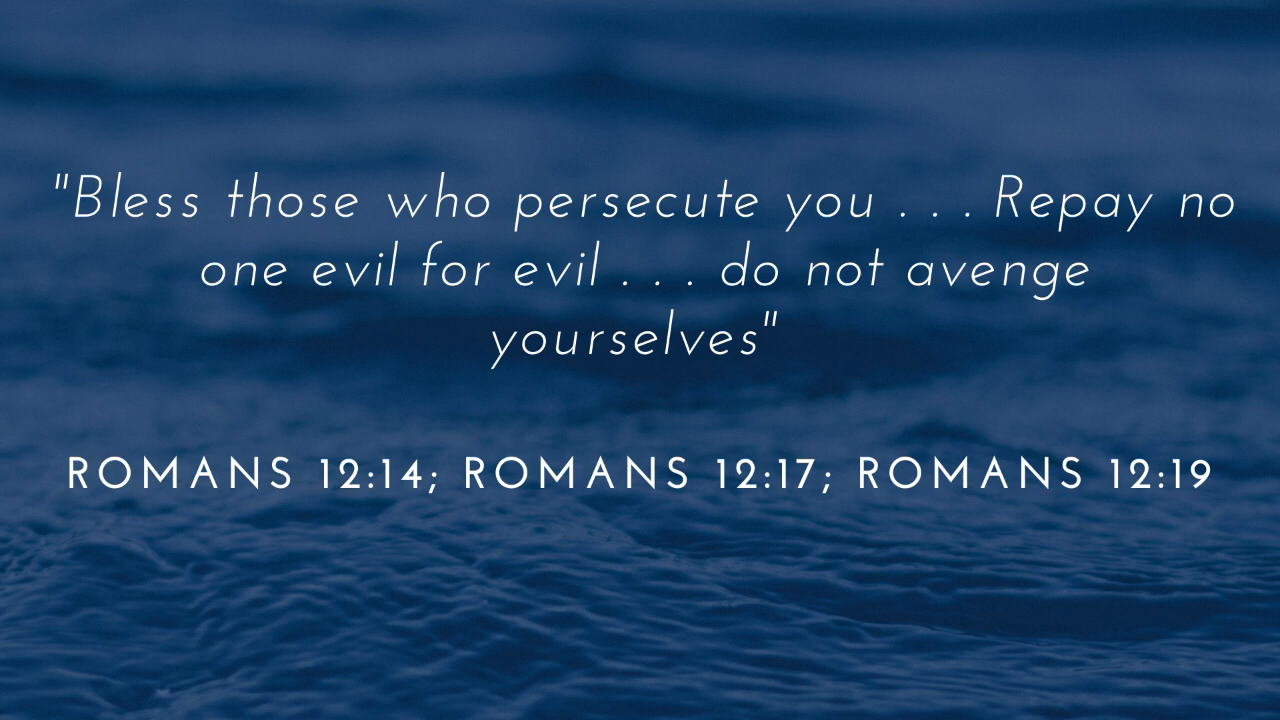 "Bless those who persecute you . . . Repay no
one evil for evil . . . do not avenge
yourselves"
ROMANS 12:14; ROMANS 12:17; ROMANS 12:19